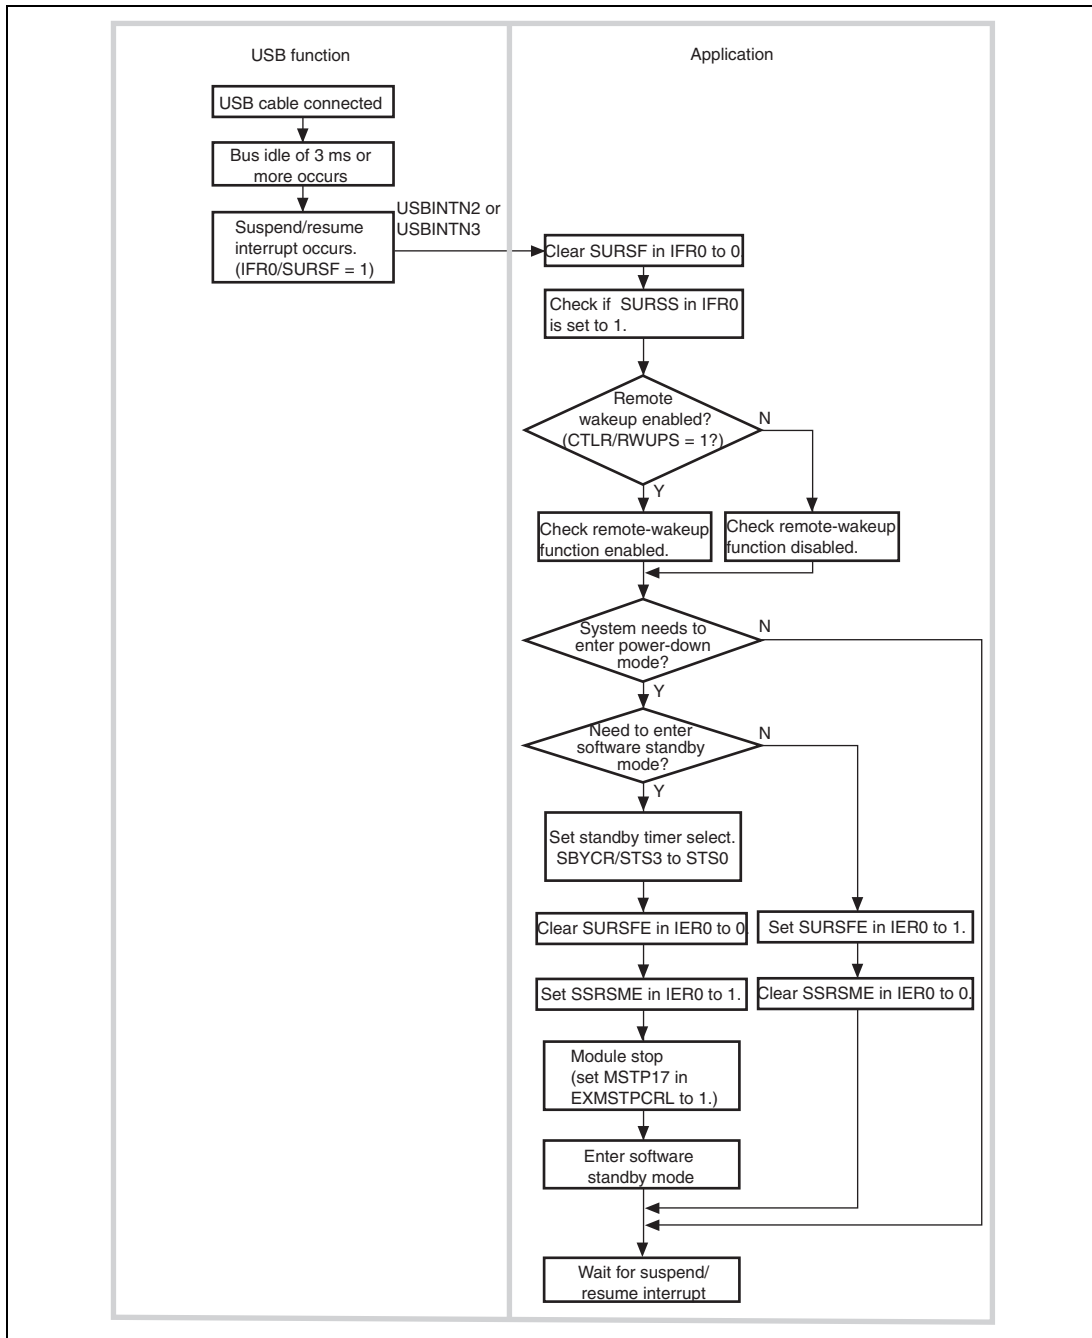 USB function
Application
USB cable connected
Bus idle of 3 ms or
more occurs
Suspend/resume
interrupt occurs.
(IFR0/SURSF = 1)
USBINTN2 or
USBINTN3
Clear SURSF in IFR0 to 0.
Check if SURSS in IFR0
is set to 1.
Remote
wakeup enabled?
(CTLR/RWUPS = 1?)
N
Y
Check remote-wakeup
function enabled.
Check remote-wakeup
function disabled.
System needs to
enter power-down
mode?
N
Y
Need to enter
software standby
mode?
N
Y
Set standby timer select.
SBYCR/STS3 to STS0
Clear SURSFE in IER0 to 0.
Set SURSFE in IER0 to 1.
Set SSRSME in IER0 to 1.
Clear SSRSME in IER0 to 0.
Module stop
(set MSTP17 in
EXMSTPCRL to 1.)
Enter software
standby mode
Wait for suspend/
resume interrupt